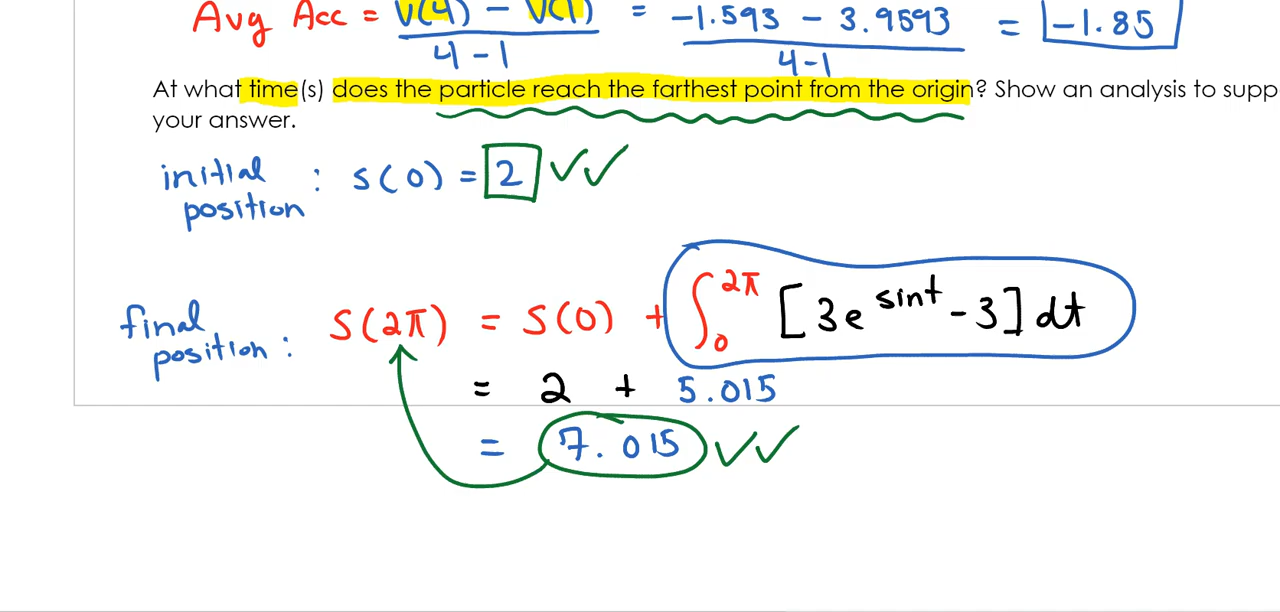 Avg Acc = V(4) - V(1) / 4-1 = -1.593 - 3.9593 / 4-1 = -1.85
At what time(s) does the particle reach the farthest point from the origin? Show an analysis to supp
your answer.
initial position : s(0) = 2 ✓✓
final position : s(2π) = s(0) + ∫₀^2π [3e^sint - 3] dt
= 2 + 5.015
= 7.015 ✓✓